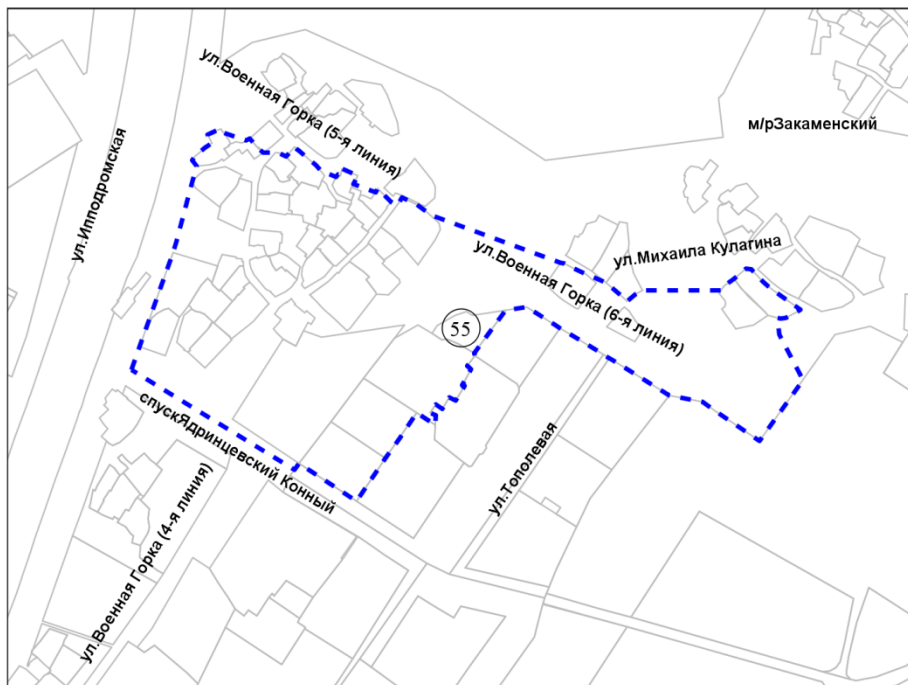 ул.Военная Горка (5-я линия)
м/рЗакаменский
ул.Ипподромская
ул.Михаила Кулагина
ул.Военная Горка (6-я линия)
55
спускЯдринцевский Конный
ул.Тополевая
ул.Военная Горка (4-я линия)